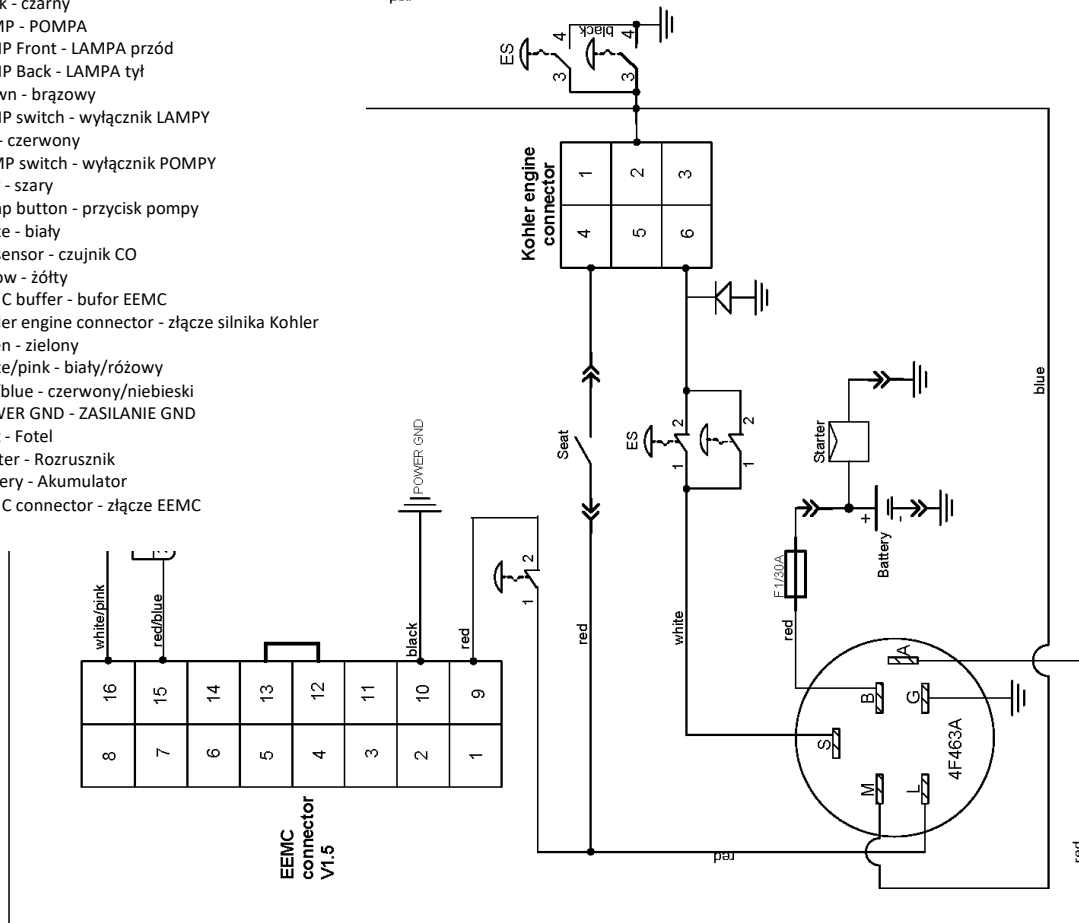 k - czarny
MP - POMPA
MP Front - LAMPA przód
MP Back - LAMPA tył
wn - brązowy
MP switch - wyłącznik LAMPY
- czerwony
MP switch - wyłącznik POMPY
- szary
np button - przycisk pompy
te - biały
sensor - czujnik CO
ow - żółty
C buffer - bufor EEMC
ler engine connector - złącze silnika Kohler
en - zielony
te/pink - biały/różowy
/blue - czerwony/niebieski
WER GND - ZASILANIE GND
t - Fotel
ter - Rozrusznik
ery - Akumulator
C connector - złącze EEMC
ES
3 4
black
3 4
Kohler engine
connector
1 2 3
4 5 6
Seat
ES
1 2
1 2
POWER GND
Starter
blue
F1/30A
+ -
Battery
1 2
white/pink
red/blue
black
red
red
white
red
16 15 14 13 12 11 10 9
8 7 6 5 4 3 2 1
EEMC
connector
V1.5
A
B
G
S
M
L
4F463A
red
red